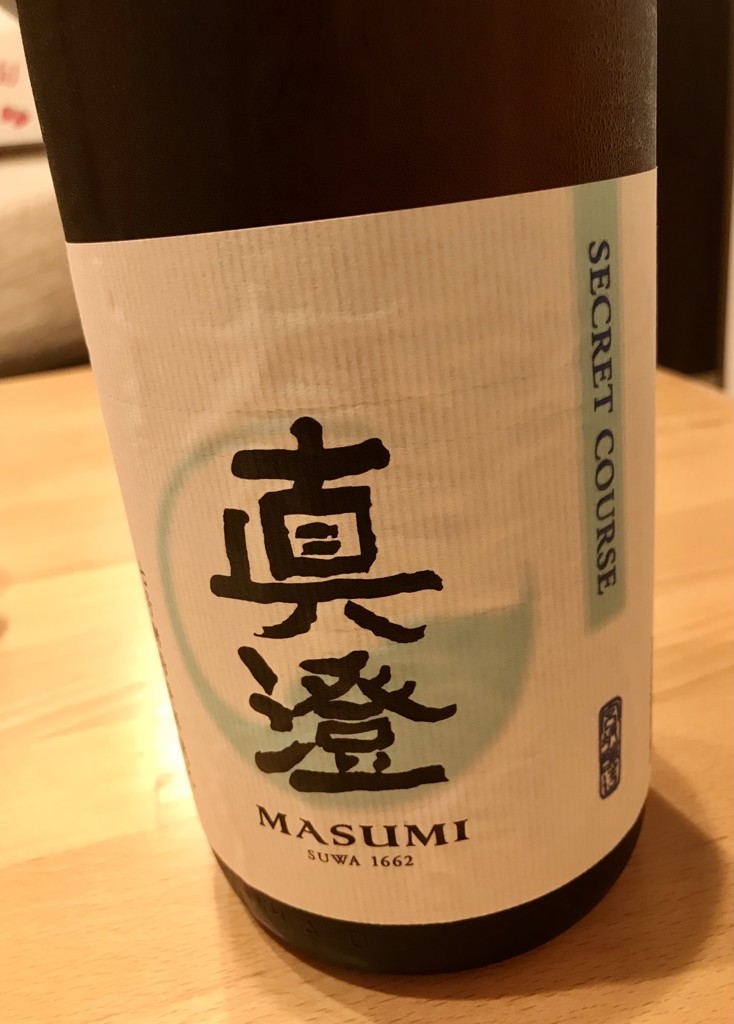 SECRET COURSE
真澄
MASUMI
SUWA 1662